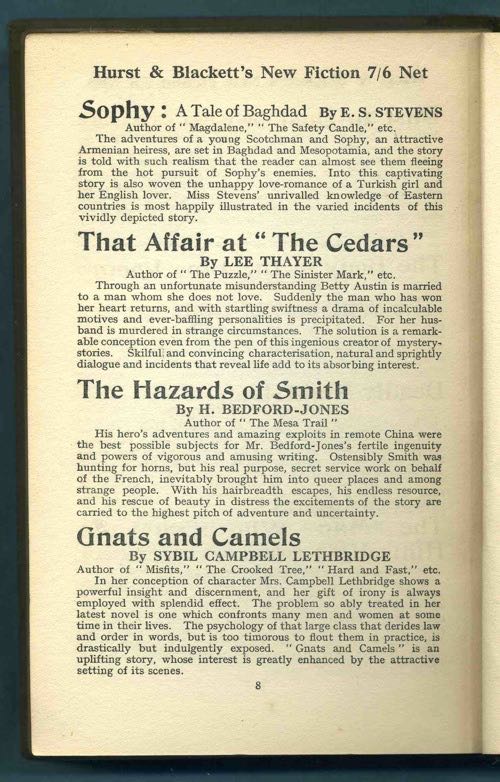 Hurst & Blackett's New Fiction 7/6 Net
Sophy : A Tale of Baghdad By E. S. STEVENS
Author of " Magdalene," " The Safety Candle," etc.
The adventures of a young Scotchman and Sophy, an attractive
Armenian heiress, are set in Baghdad and Mesopotamia, and the story
is told with such realism that the reader can almost see them fleeing
from the hot pursuit of Sophy's enemies. Into this captivating
story is also woven the unhappy love-romance of a Turkish girl and
her English lover. Miss Stevens' unrivalled knowledge of Eastern
countries is most happily illustrated in the varied incidents of this
vividly depicted story.
That Affair at " The Cedars "
By LEE THAYER
Author of " The Puzzle," " The Sinister Mark," etc.
Through an unfortunate misunderstanding Betty Austin is married
to a man whom she does not love. Suddenly the man who has won
her heart returns, and with startling swiftness a drama of incalculable
motives and ever-baffling personalities is precipitated. For her hus-
band is murdered in strange circumstances. The solution is a remark-
able conception even from the pen of this ingenious creator of mystery-
stories. Skilful and convincing characterisation, natural and sprightly
dialogue and incidents that reveal life add to its absorbing interest.
The Hazards of Smith
By H. BEDFORD-JONES
Author of " The Mesa Trail "
His hero's adventures and amazing exploits in remote China were
the best possible subjects for Mr. Bedford-Jones's fertile ingenuity
and powers of vigorous and amusing writing. Ostensibly Smith was
hunting for horns, but his real purpose, secret service work on behalf
of the French, inevitably brought him into queer places and among
strange people. With his hairbreadth escapes, his endless resource,
and his rescue of beauty in distress the excitements of the story are
carried to the highest pitch of adventure and uncertainty.
Gnats and Camels
By SYBIL CAMPBELL LETHBRIDGE
Author of " Misfits," " The Crooked Tree," " Hard and Fast," etc.
In her conception of character Mrs. Campbell Lethbridge shows a
powerful insight and discernment, and her gift of irony is always
employed with splendid effect. The problem so ably treated in her
latest novel is one which confronts many men and women at some
time in their lives. The psychology of that large class that derides law
and order in words, but is too timorous to flout them in practice, is
drastically but indulgently exposed. " Gnats and Camels " is an
uplifting story, whose interest is greatly enhanced by the attractive
setting of its scenes.
8